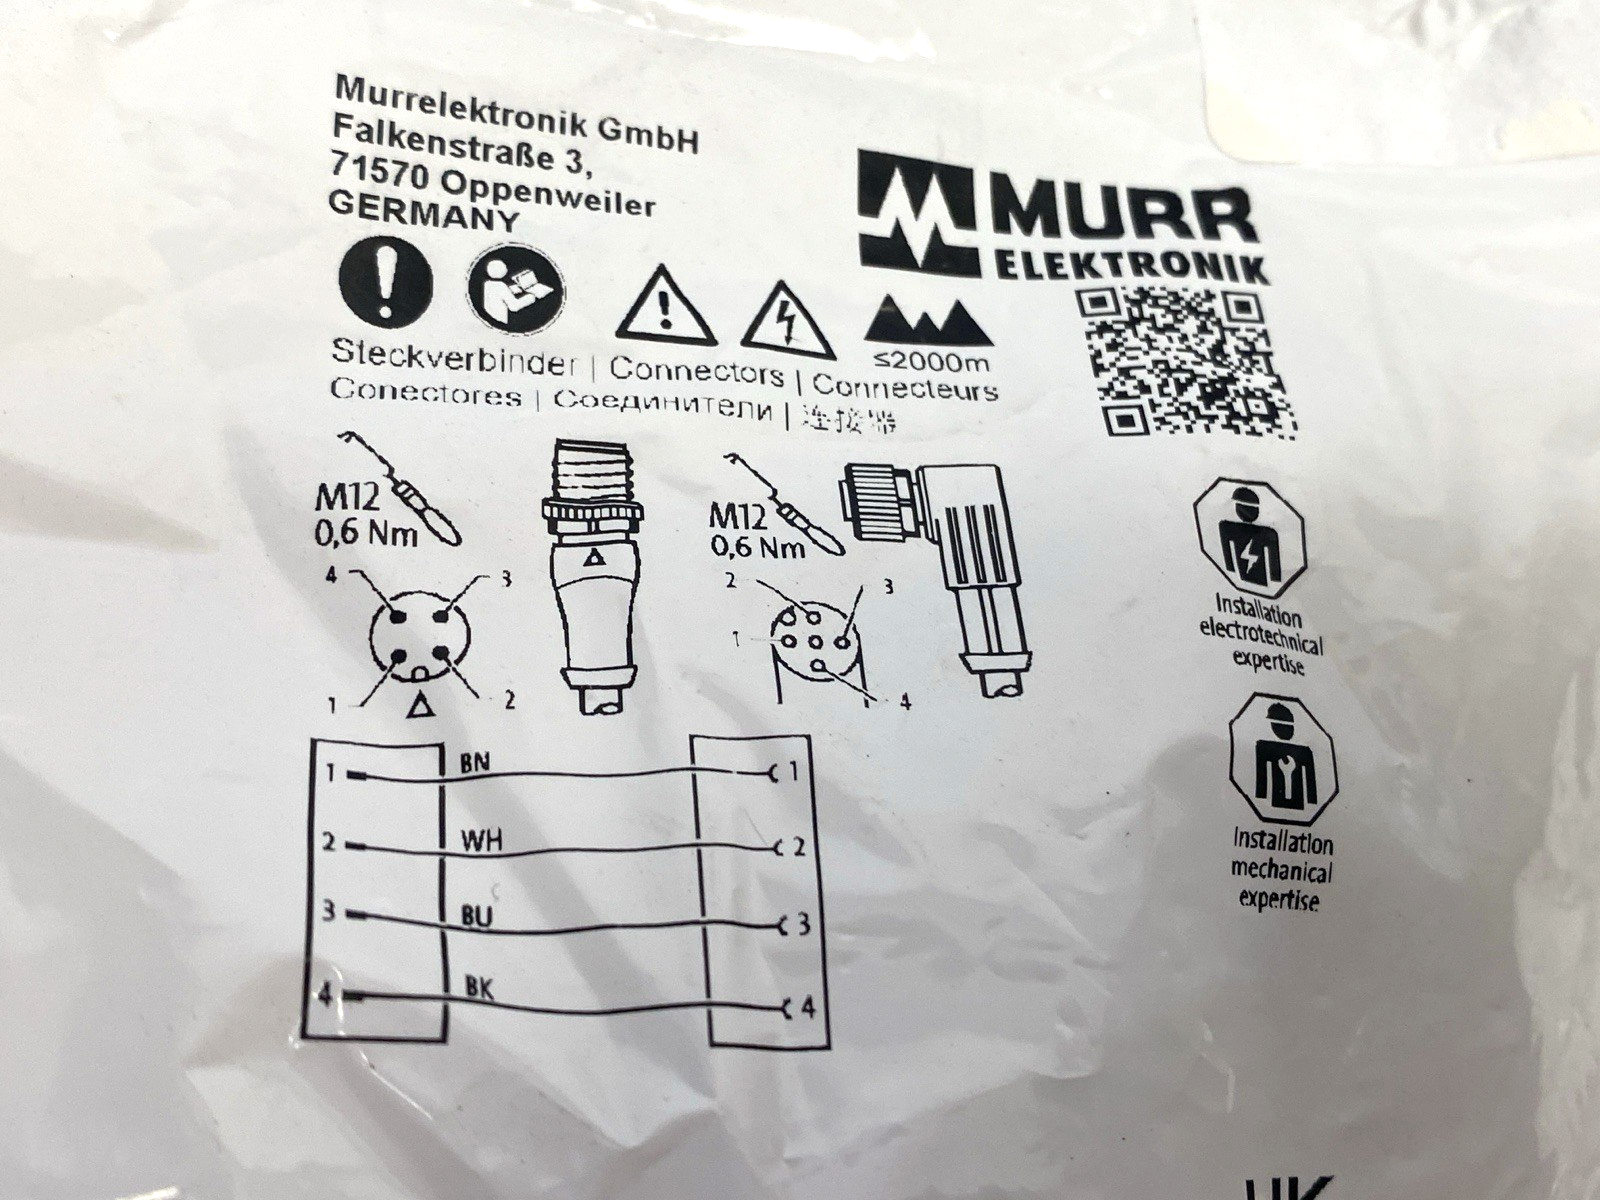 Murrelektronik GmbH
Falkenstraße 3,
71570 Oppenweiler
GERMANY
MURR
ELEKTRONIK
≤2000m
Steckverbinder | Connectors | Connecteurs
Conectores | Соединители | 连接器
M12
0,6 Nm
M12
0,6 Nm
4 3
1 2
2 3
1
4
Installation
electrotechnical
expertise
Installation
mechanical
expertise
1 BN 1
2 WH 2
3 BU 3
4 BK 4